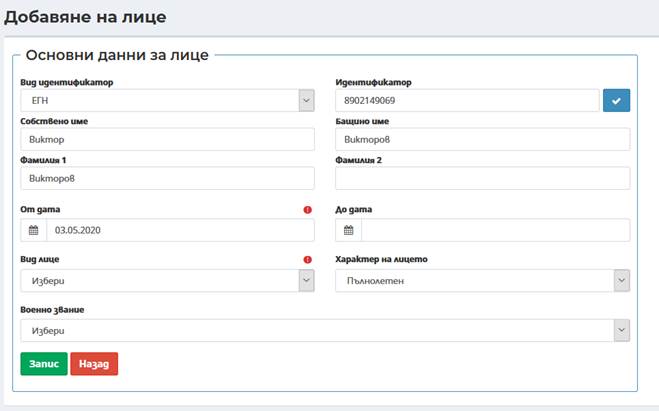 Добавяне на лице
Основни данни за лице
Вид идентификатор Идентификатор
ЕГН 8902149069
Собствено име Бащино име
Виктор Викторов
Фамилия 1 Фамилия 2
Викторов
От дата До дата
03.05.2020
Вид лице Характер на лицето
Избери Пълнолетен
Военно звание
Избери
Запис Назад